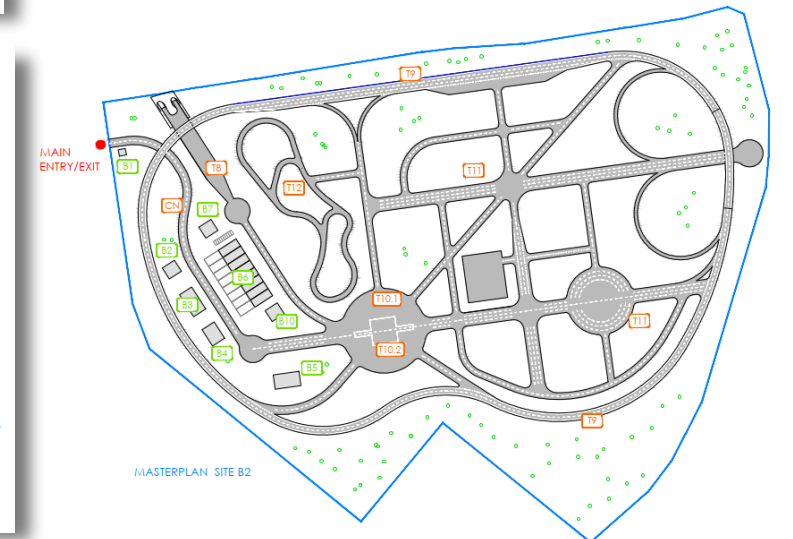 T9
MAIN
ENTRY/EXIT
B1
T8
T11
T12
CN
B7
B2
B6
B3
T10.1
B10
T11
B4
T10.2
B5
T9
MASTERPLAN SITE B2